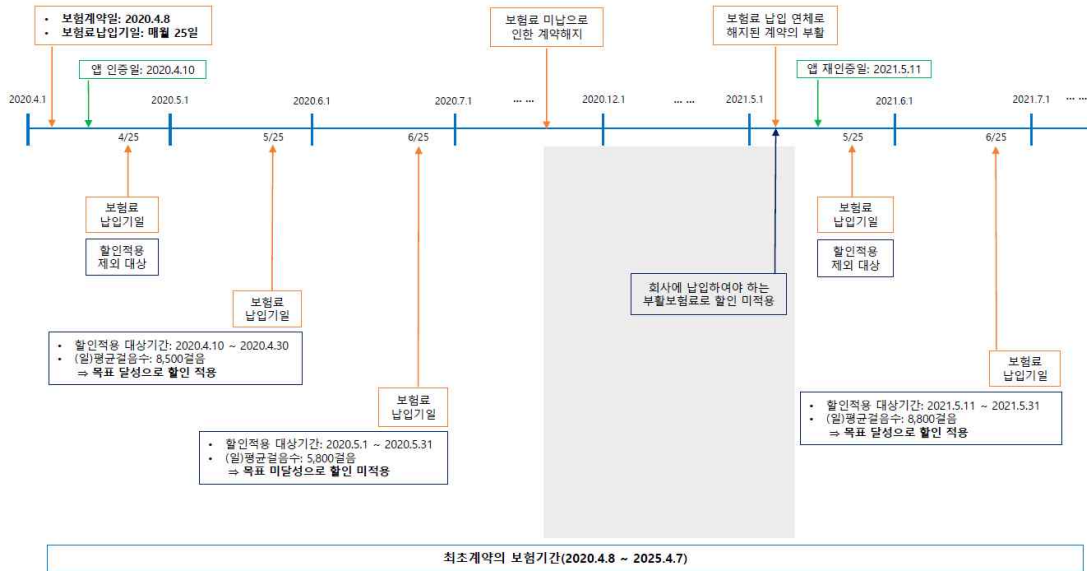 • 보험계약일: 2020.4.8
• 보험료납입기일: 매월 25일
앱 인증일: 2020.4.10
보험료 미납으로
인한 계약해지
보험료 납입 연체로
해지된 계약의 부활
앱 재인증일: 2021.5.11
2020.4.1
2020.5.1
2020.6.1
2020.7.1
... ...
2020.12.1
... ...
2021.5.1
2021.6.1
2021.7.1
... ...
4/25
5/25
6/25
5/25
6/25
보험료
납입기일
할인적용
제외 대상
보험료
납입기일
• 할인적용 대상기간: 2020.4.10 ~ 2020.4.30
• (일)평균걸음수: 8,500걸음
⇒ 목표 달성으로 할인 적용
보험료
납입기일
• 할인적용 대상기간: 2020.5.1 ~ 2020.5.31
• (일)평균걸음수: 5,800걸음
⇒ 목표 미달성으로 할인 미적용
회사에 납입하여야 하는
부활보험료로 할인 미적용
보험료
납입기일
할인적용
제외 대상
보험료
납입기일
• 할인적용 대상기간: 2021.5.11 ~ 2021.5.31
• (일)평균걸음수: 8,800걸음
⇒ 목표 달성으로 할인 적용
최초계약의 보험기간(2020.4.8 ~ 2025.4.7)